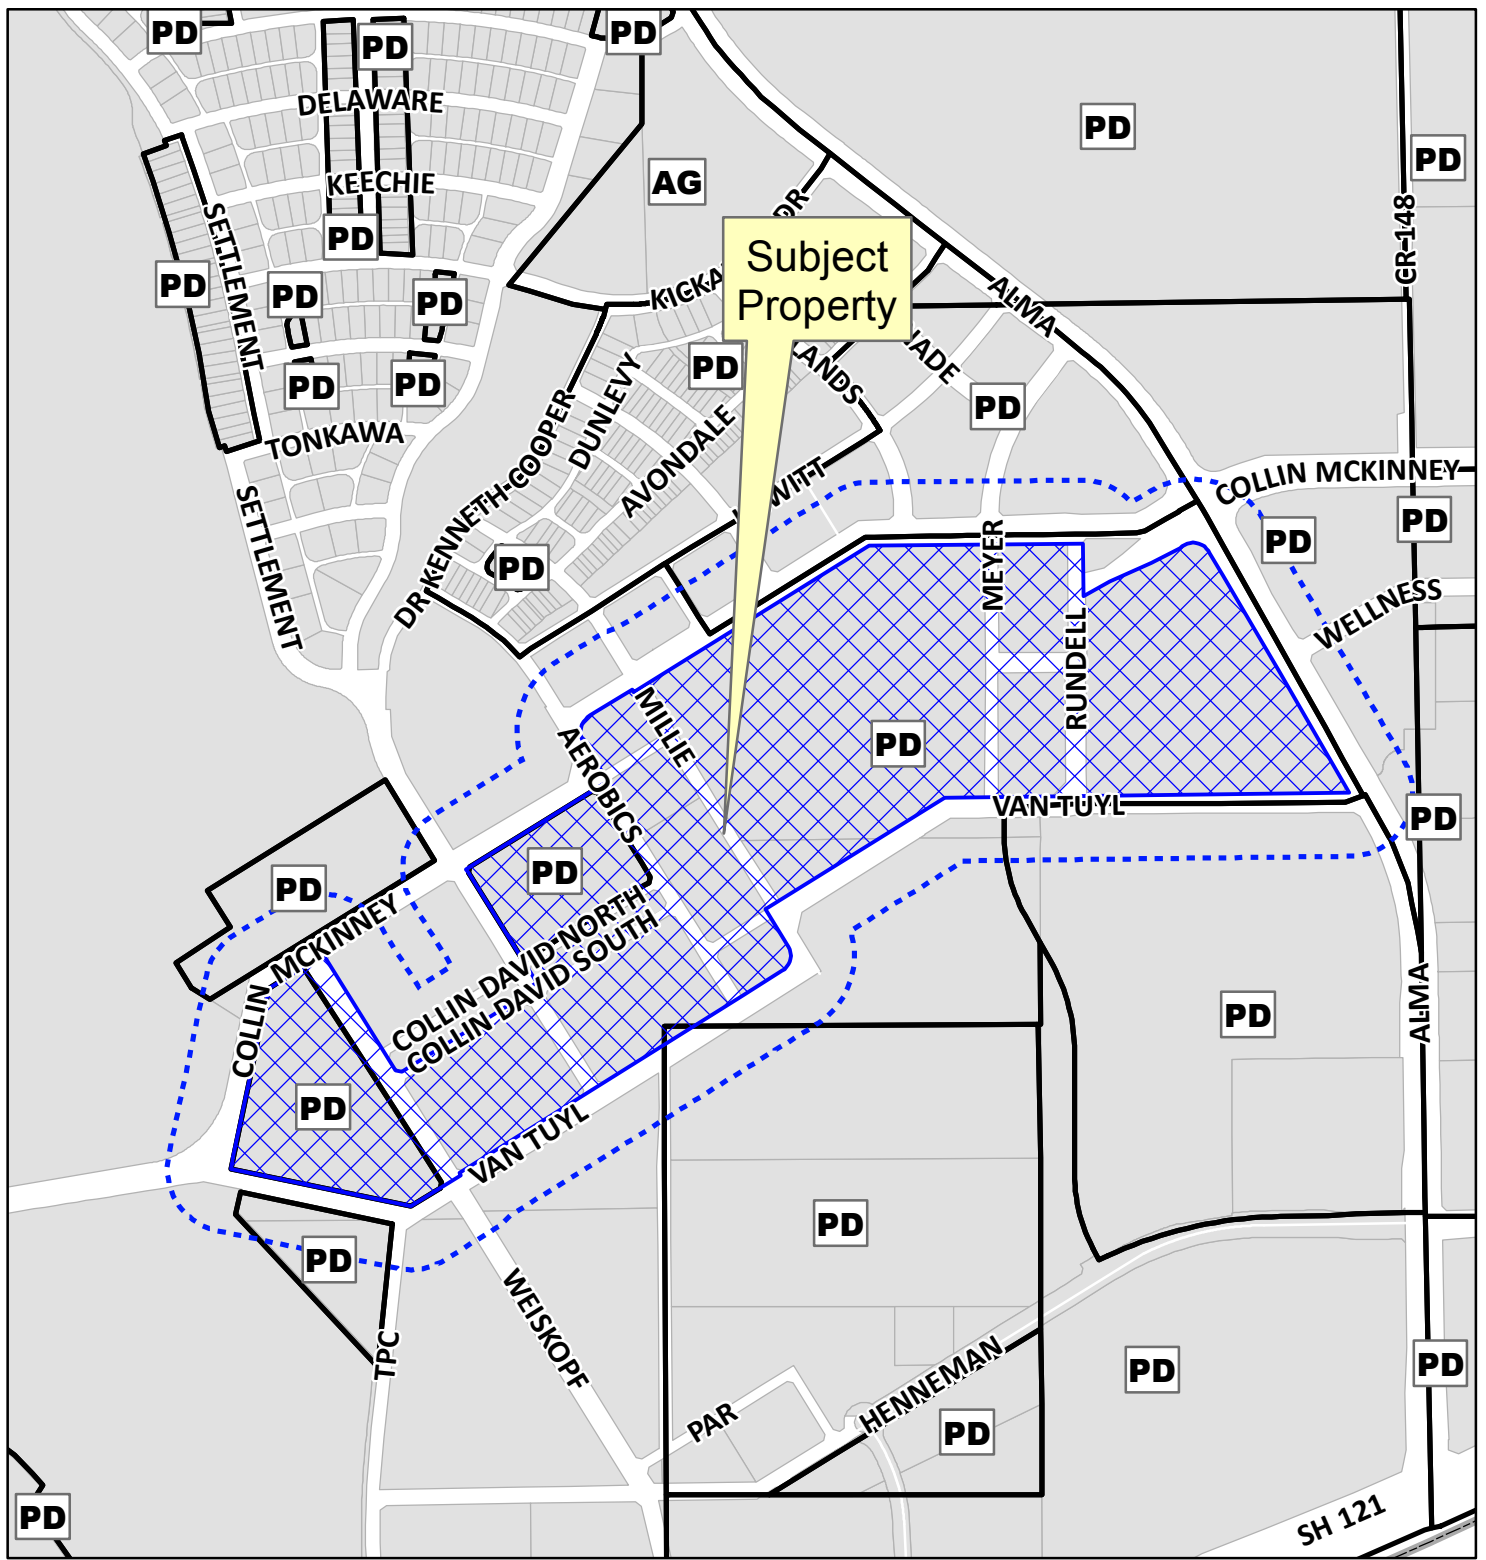 PD
PD
PD
DELAWARE
PD
PD
AG
KEECHIE
DR
SETTLEMENT
PD
CR-148
Subject
Property
PD
PD
PD
KICKA
ALMA
PD
PD
PD
LANDS
JADE
PD
DUNLEVY
PD
TONKAWA
AVONDALE
DR KENNETH COOPER
WITT
COLLIN MCKINNEY
SETTLEMENT
PD
PD
PD
MEYER
WELLNESS
RUNDELL
MILLIE
AEROBICS
PD
VAN TUYL
PD
PD
PD
COLLIN MCKINNEY
COLLIN DAVID NORTH
COLLIN DAVID SOUTH
ALMA
PD
PD
VAN TUYL
PD
PD
WEISKOPF
TPC
HENNEMAN
PD
PD
PAR
PD
PD
SH 121